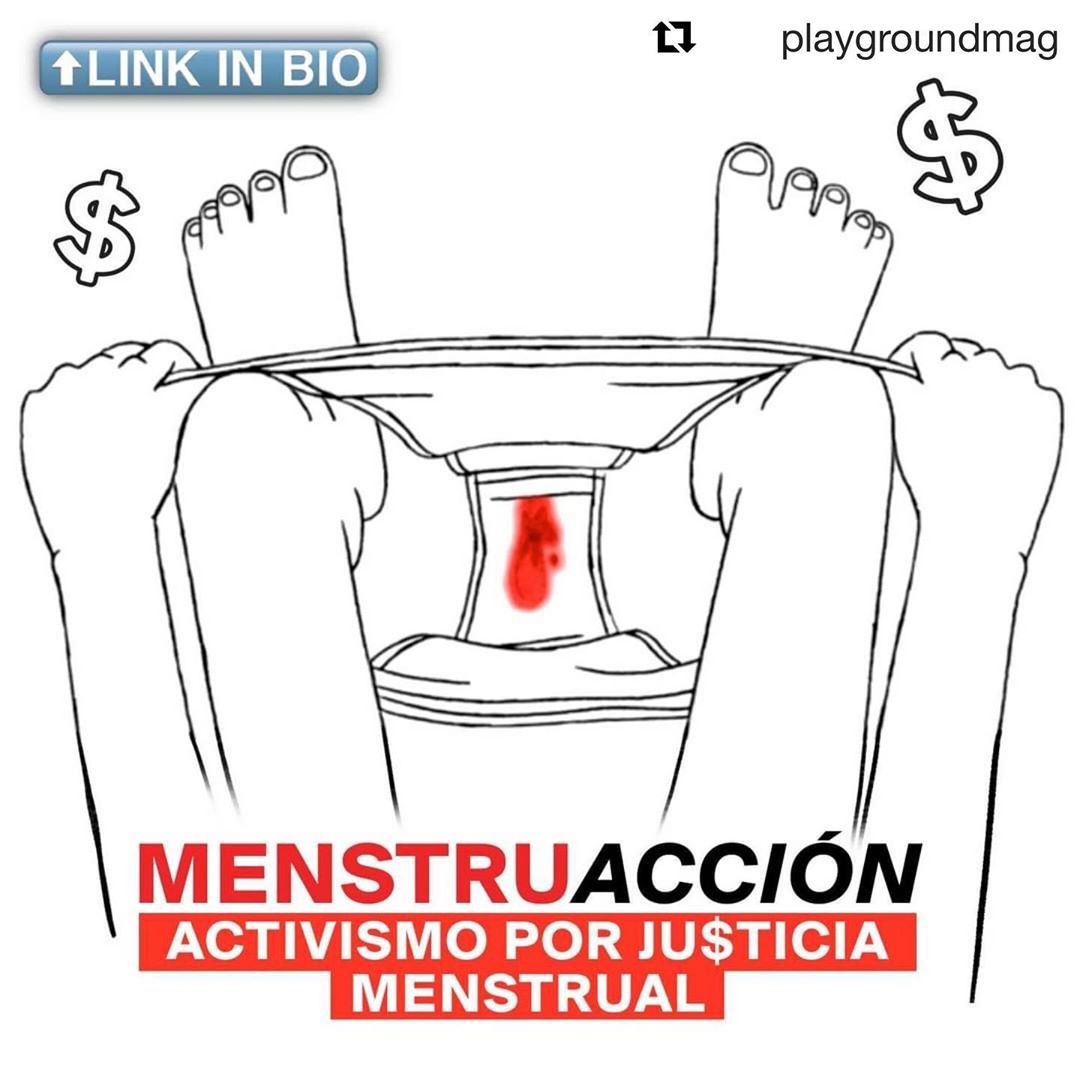 ⬆LINK IN BIO
playgroundmag
$
$
MENSTRUACCIÓN
ACTIVISMO POR JU$TICIA
MENSTRUAL